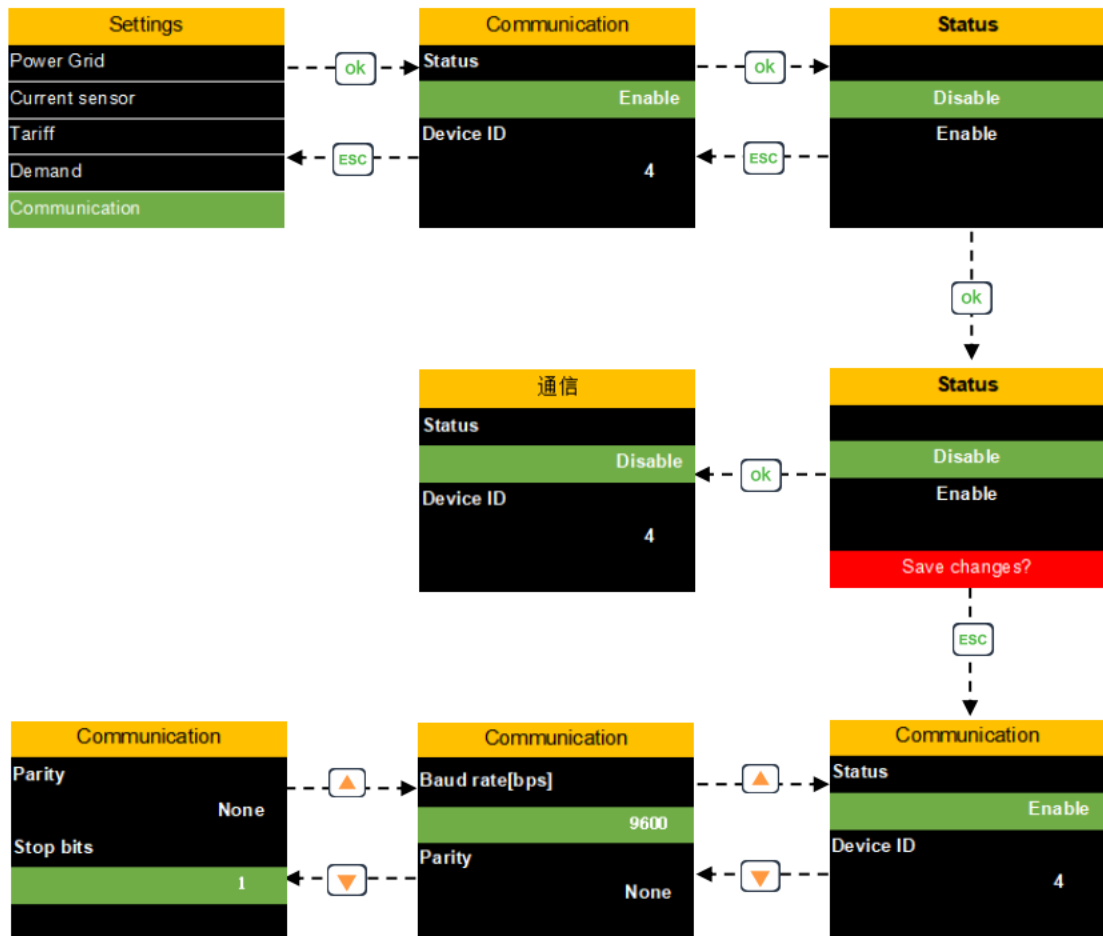 Settings
Power Grid
Current sensor
Tariff
Demand
Communication
ok
ESC
Communication
Status
Enable
Device ID
4
ok
ESC
Status
Disable
Enable
ok
通信
Status
Disable
Device ID
4
ok
Status
Disable
Enable
Save changes?
ESC
Communication
Parity
None
Stop bits
1
Communication
Baud rate[bps]
9600
Parity
None
Communication
Status
Enable
Device ID
4